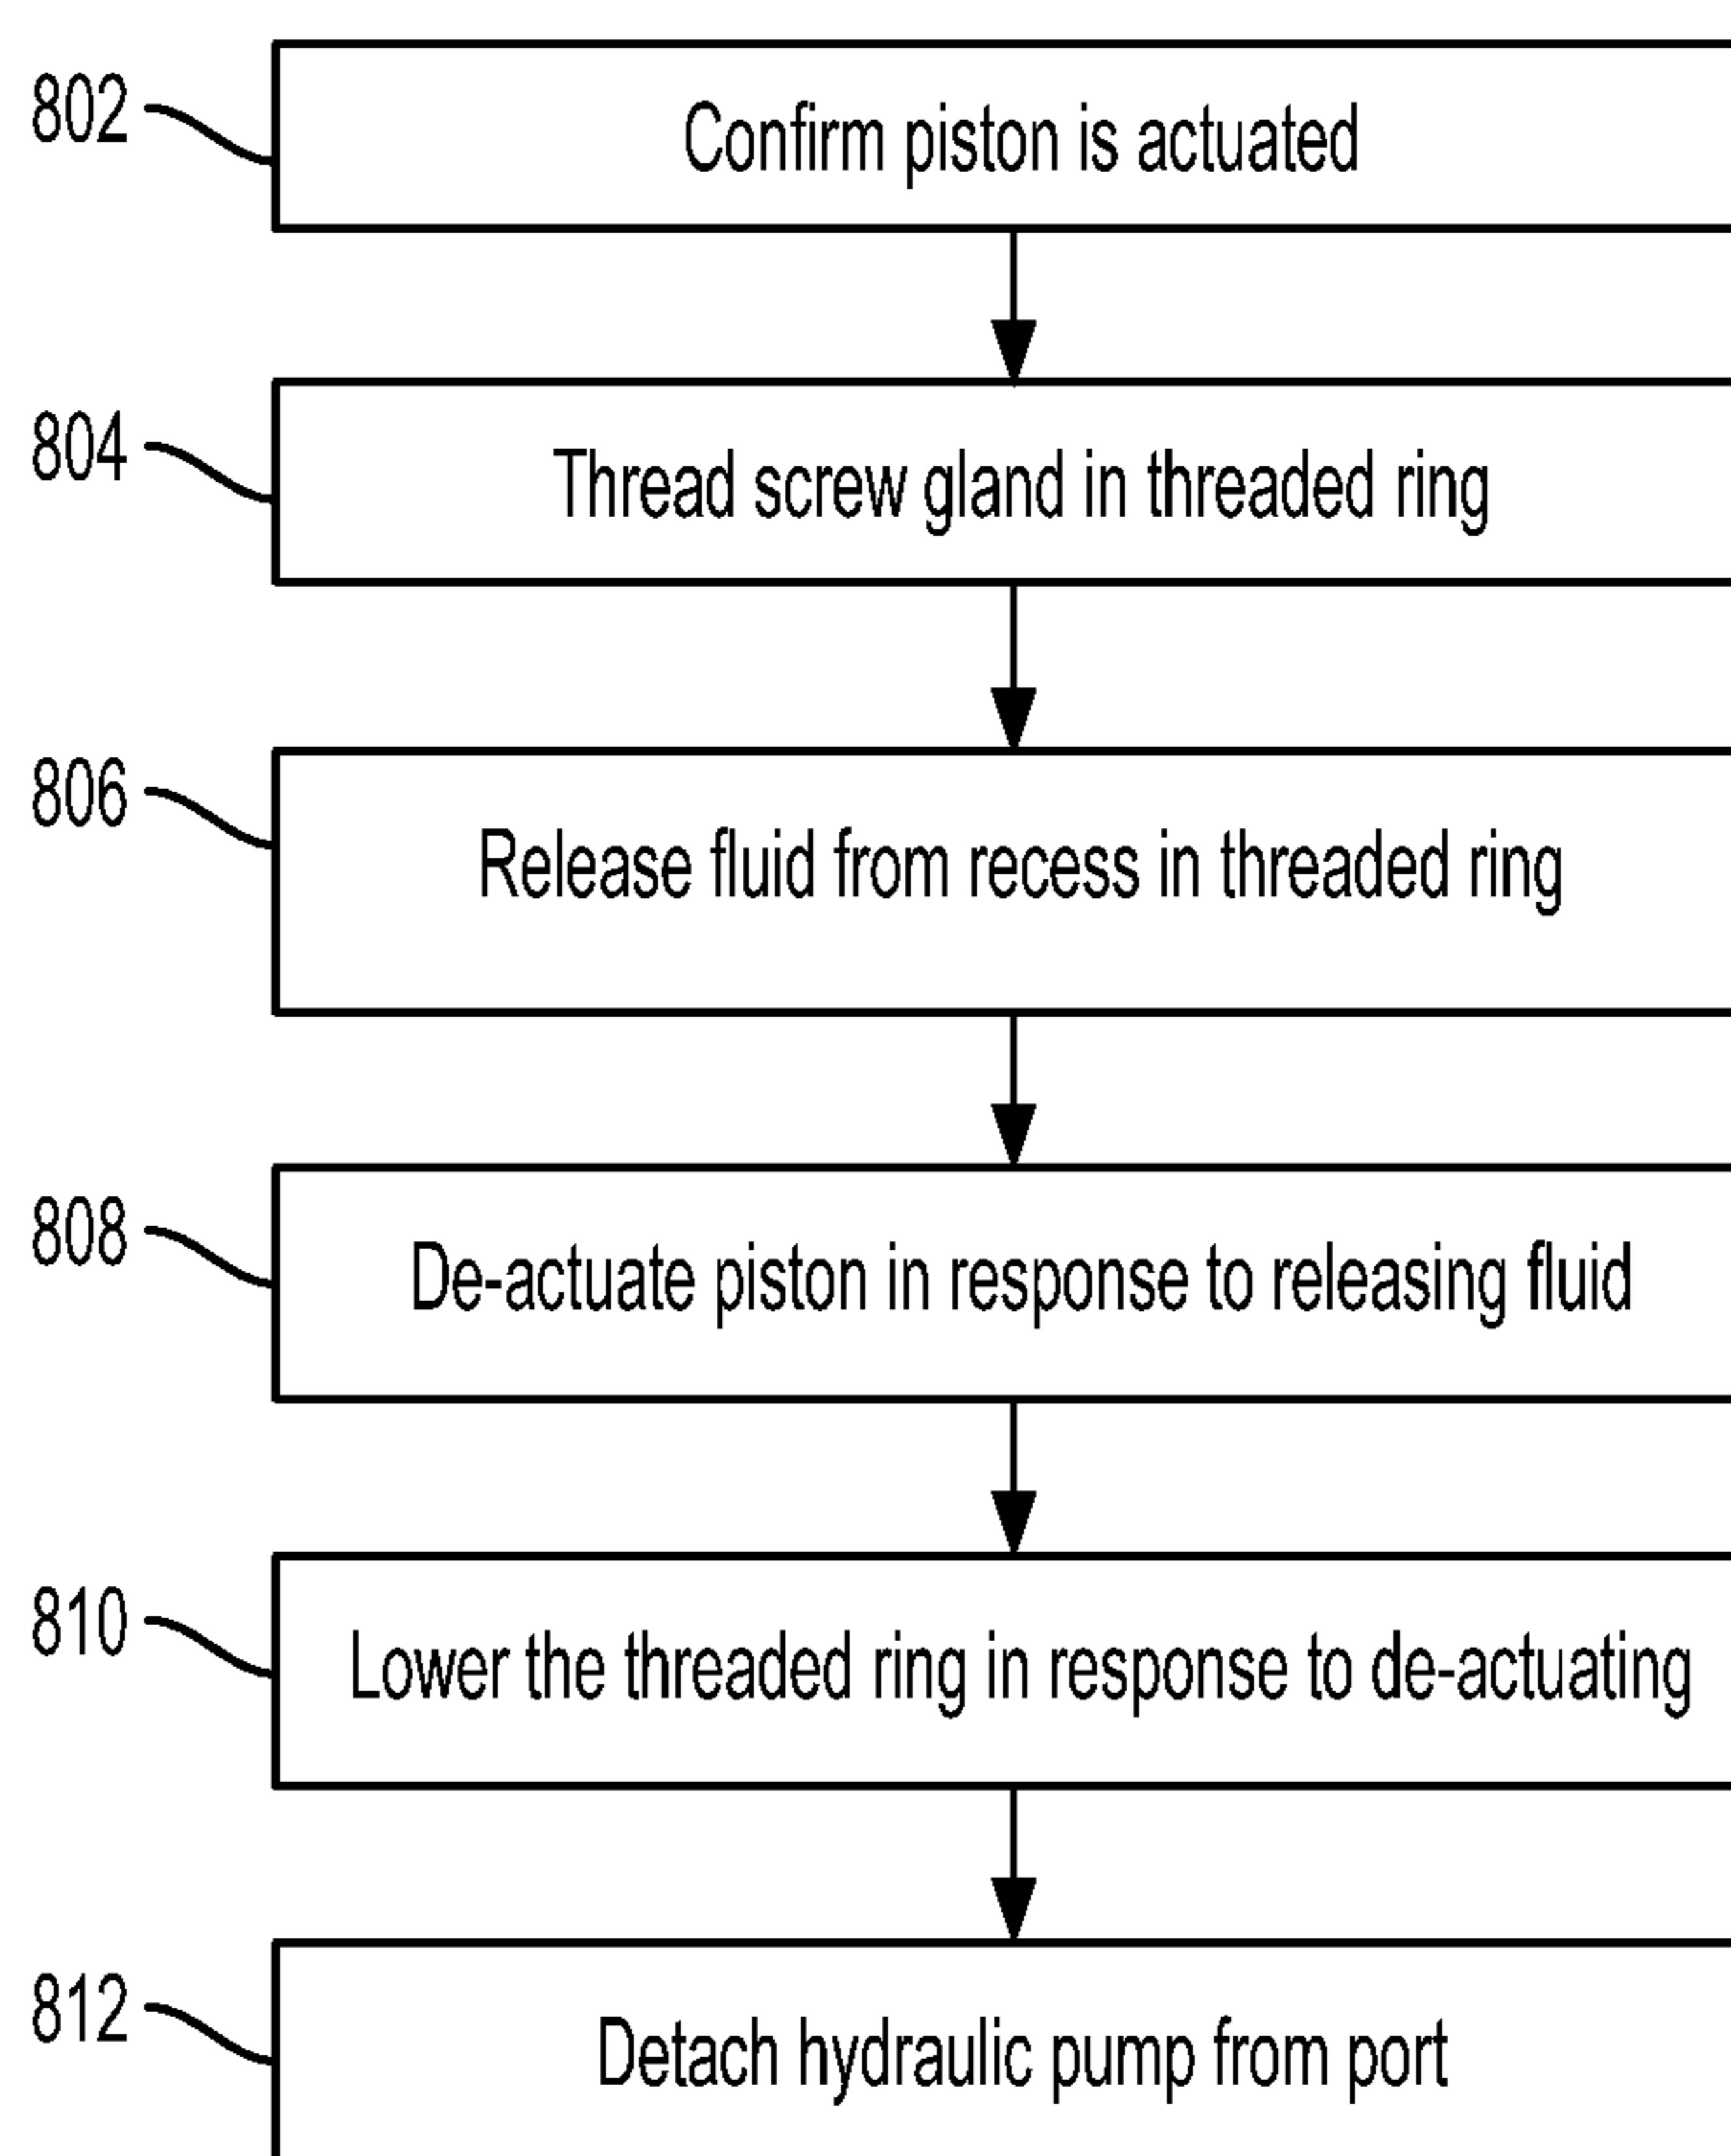 802
Confirm piston is actuated
804
Thread screw gland in threaded ring
806
Release fluid from recess in threaded ring
808
De-actuate piston in response to releasing fluid
810
Lower the threaded ring in response to de-actuating
812
Detach hydraulic pump from port